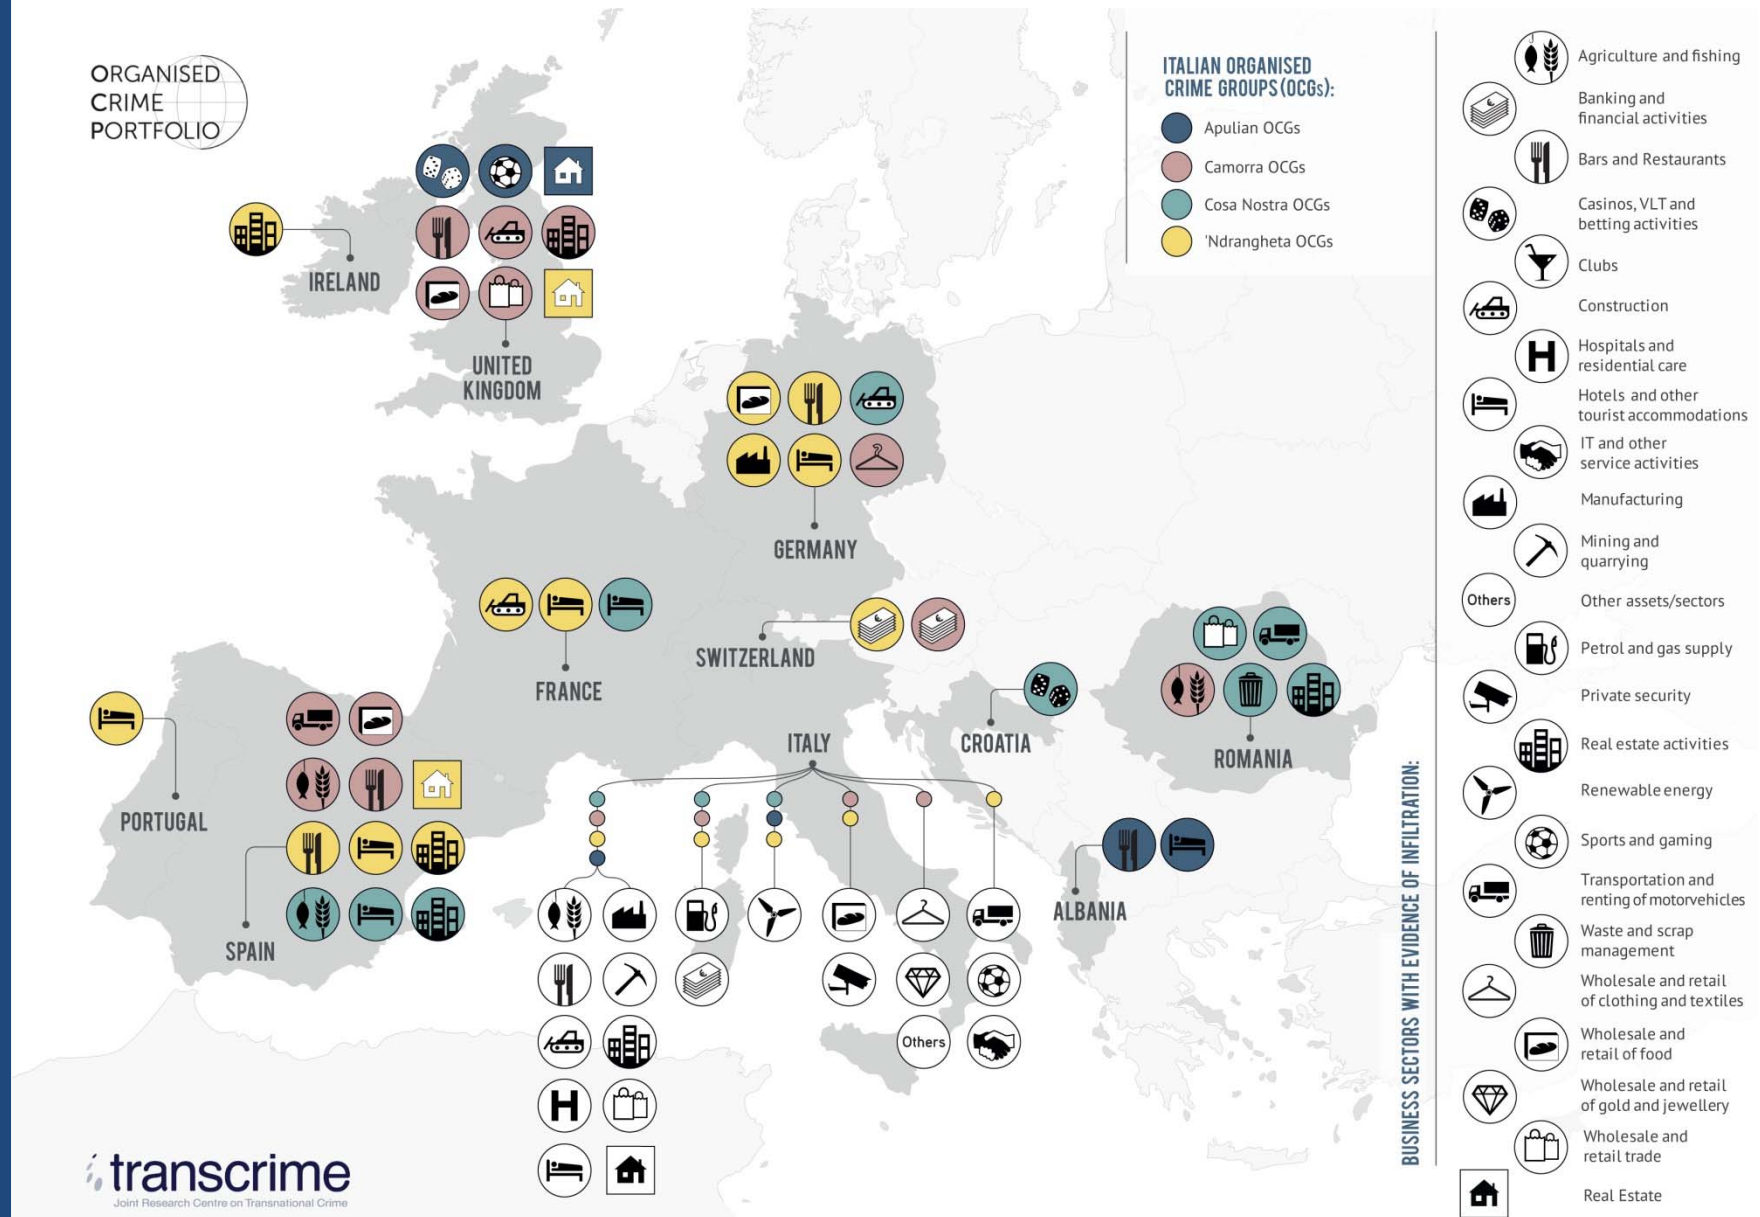 ORGANISED
CRIME
PORTFOLIO
ITALIAN ORGANISED
CRIME GROUPS (OCGs):
Apulian OCGs
Camorra OCGs
Cosa Nostra OCGs
'Ndrangheta OCGs
IRELAND
UNITED
KINGDOM
GERMANY
SWITZERLAND
FRANCE
CROATIA
ROMANIA
ITALY
PORTUGAL
SPAIN
ALBANIA
H
Others
BUSINESS SECTORS WITH EVIDENCE OF INFILTRATION:
Agriculture and fishing
Banking and
financial activities
Bars and Restaurants
Casinos, VLT and
betting activities
Clubs
Construction
H
Hospitals and
residential care
Hotels and other
tourist accommodations
IT and other
service activities
Manufacturing
Mining and
quarrying
Others
Other assets/sectors
Petrol and gas supply
Private security
Real estate activities
Renewable energy
Sports and gaming
Transportation and
renting of motorvehicles
Waste and scrap
management
Wholesale and retail
of clothing and textiles
Wholesale and
retail of food
Wholesale and retail
of gold and jewellery
Wholesale and
retail trade
Real Estate
transcrime
Joint Research Centre on Transnational Crime